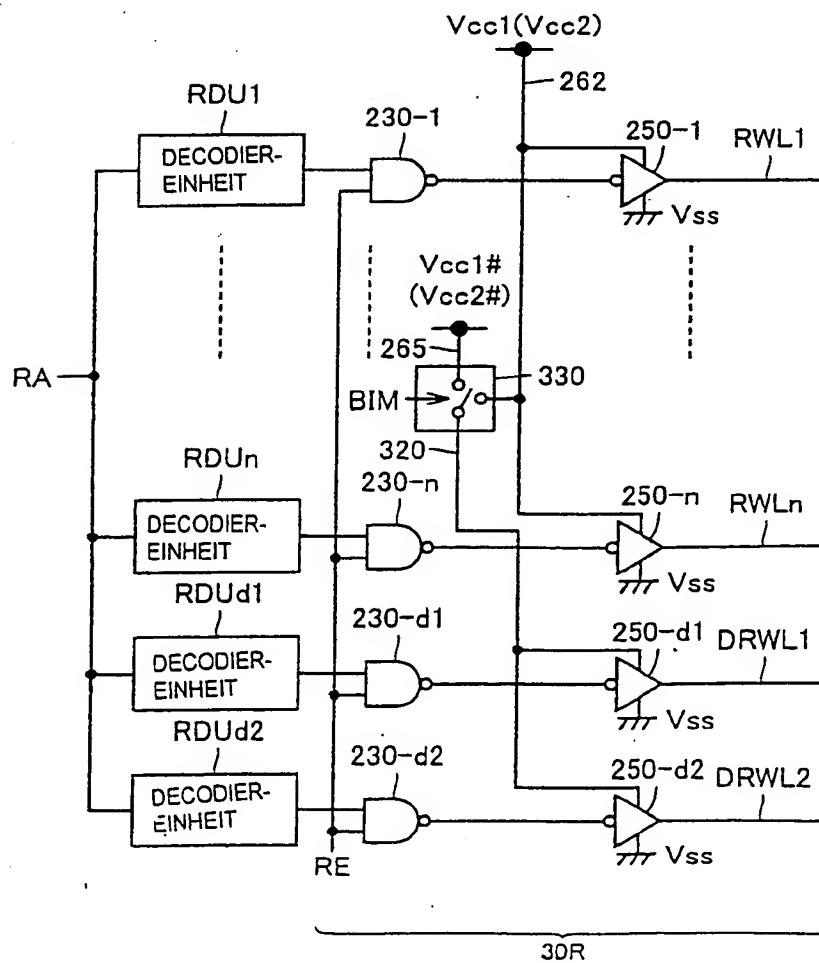 Vcc1(Vcc2)
262
RDU1
230-1
250-1
RWL1
DECODIER-
EINHEIT
Vss
Vcc1#
(Vcc2#)
265
330
RA
BIM
320
RDUn
230-n
250-n
RWLn
DECODIER-
EINHEIT
Vss
RDUd1
230-d1
250-d1
DRWL1
DECODIER-
EINHEIT
Vss
RDUd2
230-d2
250-d2
DRWL2
DECODIER-
EINHEIT
Vss
RE
30R